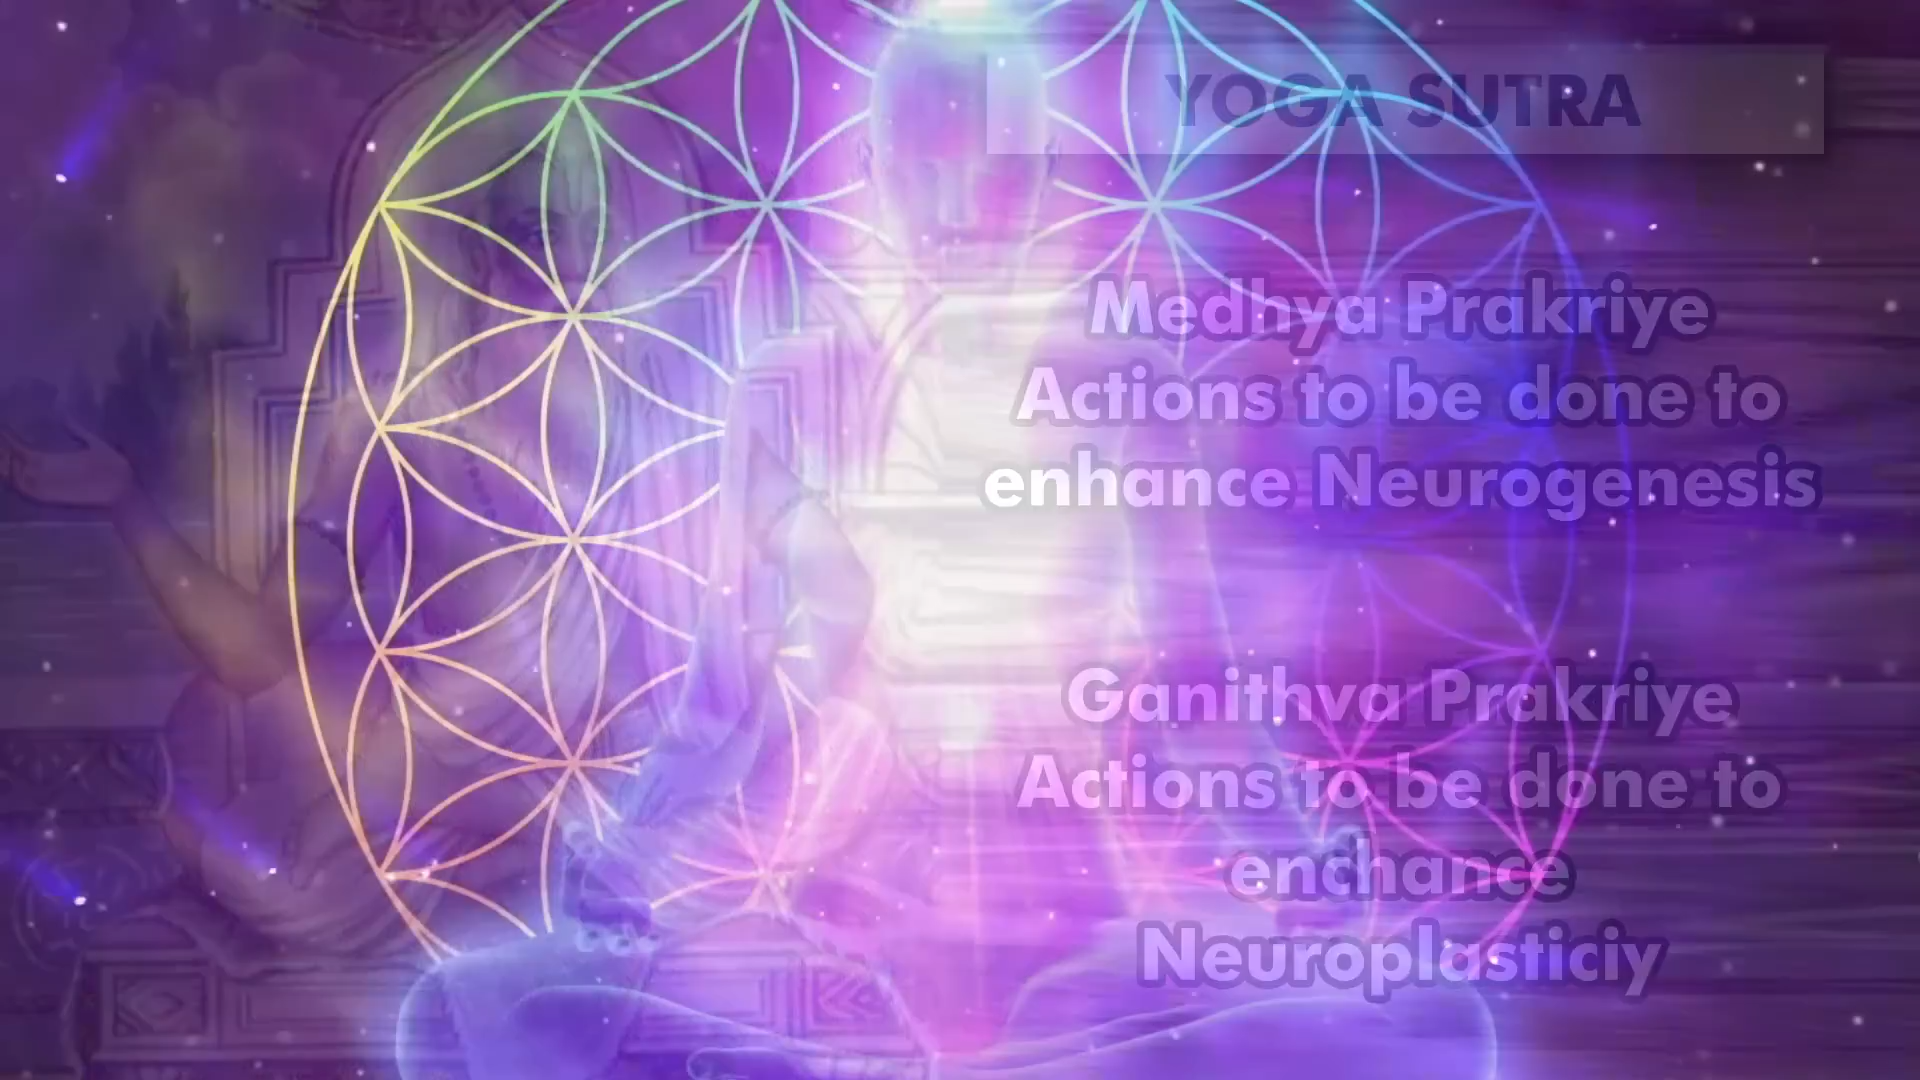 YOGA SUTRA
Medhya Prakriye
Actions to be done to
enhance Neurogenesis
Ganithva Prakriye
Actions to be done to
enchance
Neuroplasticiy